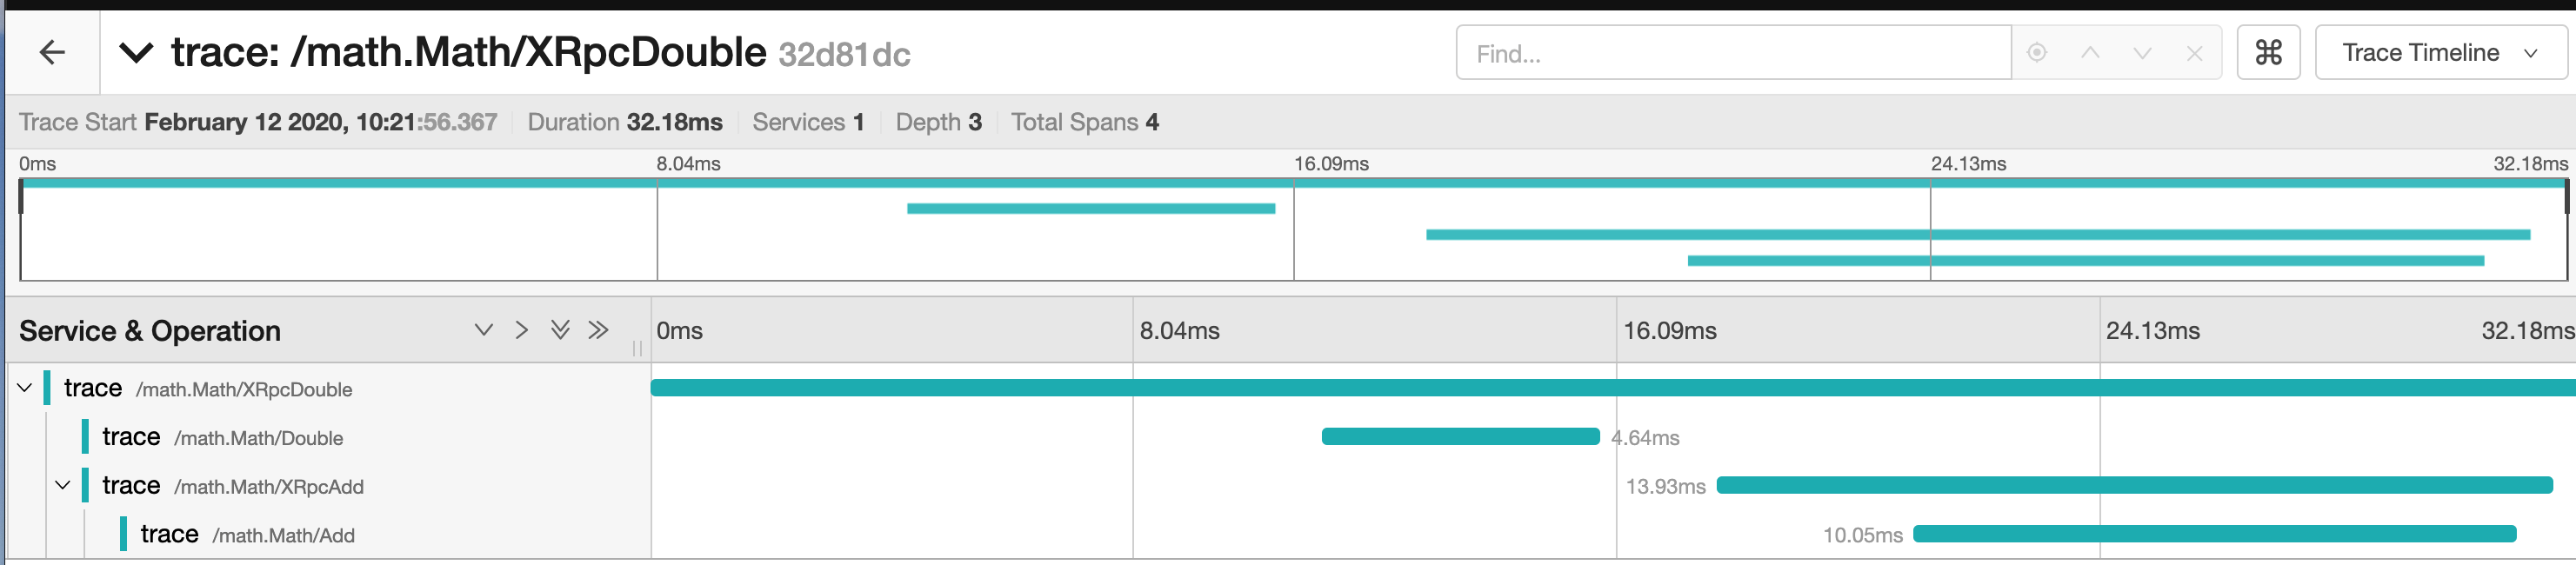 trace: /math.Math/XRpcDouble 32d81dc Find... ⌘ Trace Timeline
Trace Start February 12 2020, 10:21:56.367 Duration 32.18ms Services 1 Depth 3 Total Spans 4
0ms 8.04ms 16.09ms 24.13ms 32.18ms
Service & Operation 0ms 8.04ms 16.09ms 24.13ms 32.18ms
trace /math.Math/XRpcDouble
trace /math.Math/Double 4.64ms
trace /math.Math/XRpcAdd 13.93ms
trace /math.Math/Add 10.05ms